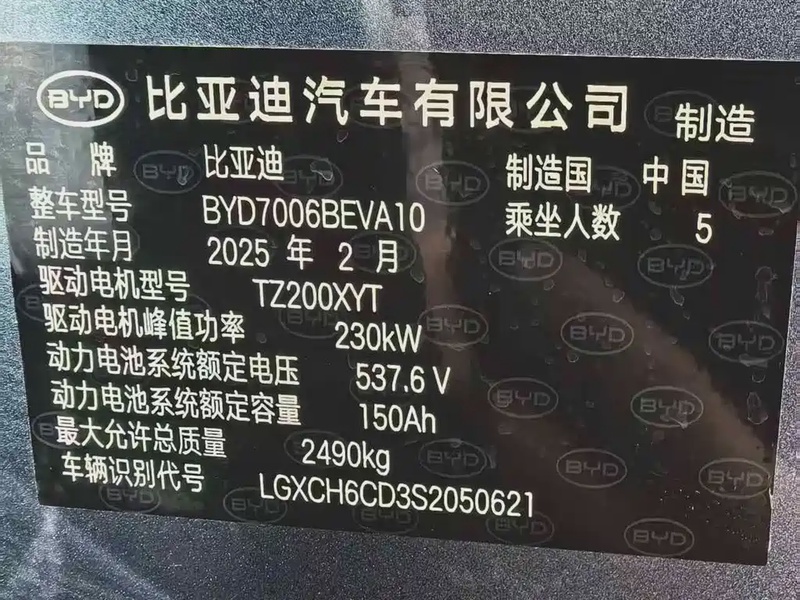 BYD 比亚迪汽车有限公司 制造
品 牌 比亚迪 制造国 中国
整车型号 BYD7006BEVA10 乘坐人数 5
制造年月 2025 年 2 月
驱动电机型号 TZ200XYT
驱动电机峰值功率 230kW
动力电池系统额定电压 537.6 V
动力电池系统额定容量 150Ah
最大允许总质量 2490kg
车辆识别代号 LGXCH6CD3S2050621